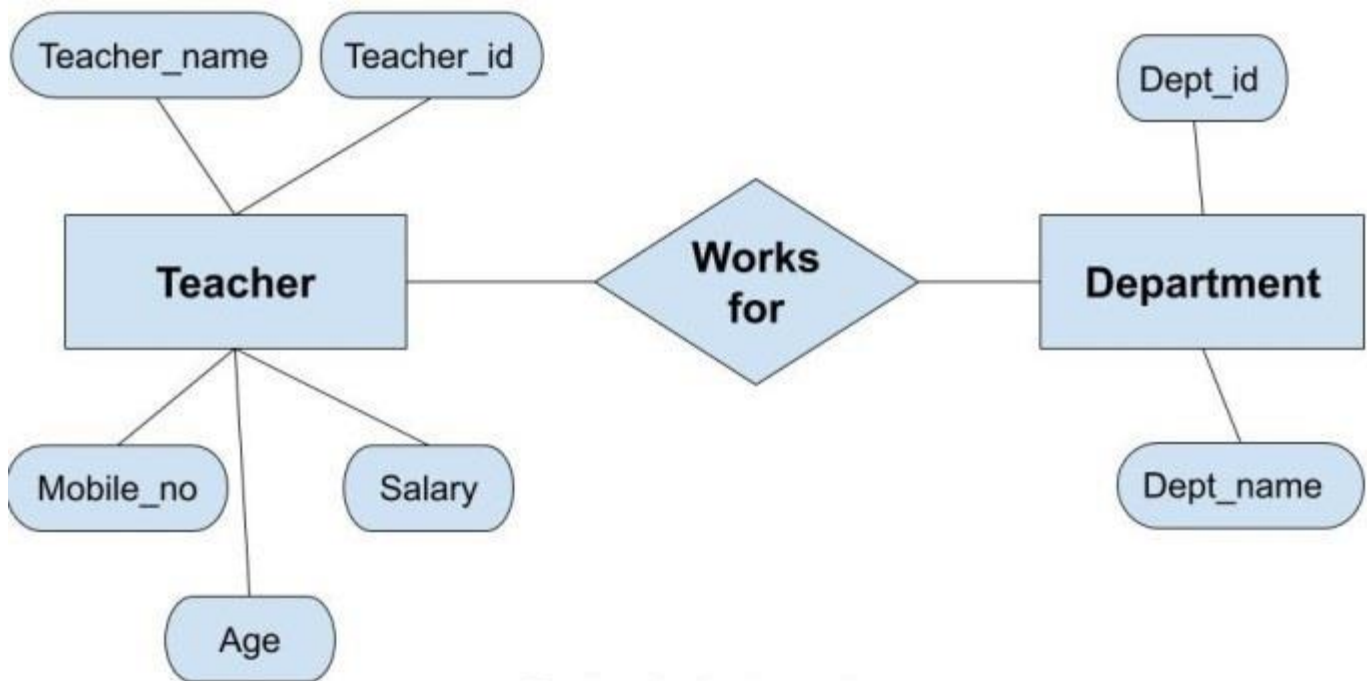 Teacher_name
Teacher_id
Dept_id
Teacher
Works
for
Department
Mobile_no
Salary
Dept_name
Age